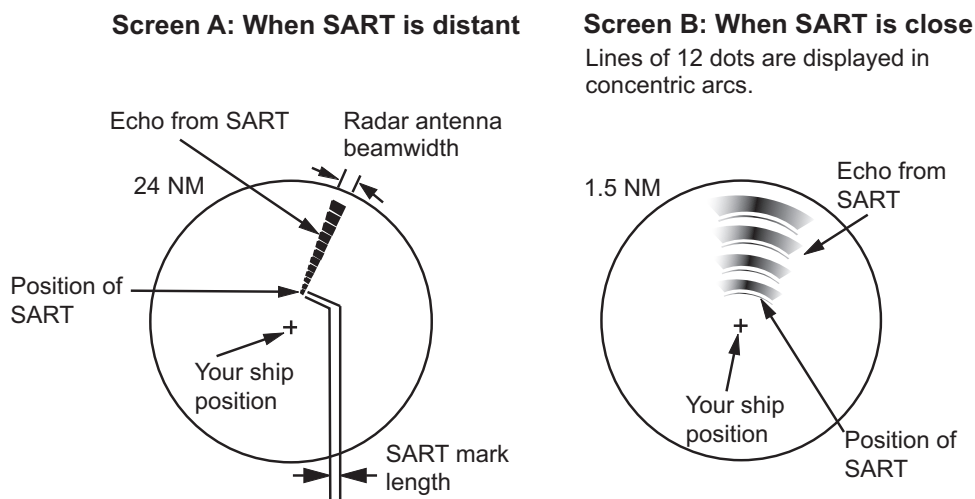 Screen A: When SART is distant
Screen B: When SART is close
Lines of 12 dots are displayed in
concentric arcs.
Echo from SART
Radar antenna
beamwidth
24 NM
Position of
SART
Your ship
position
SART mark
length
1.5 NM
Echo from
SART
Your ship
position
Position of
SART